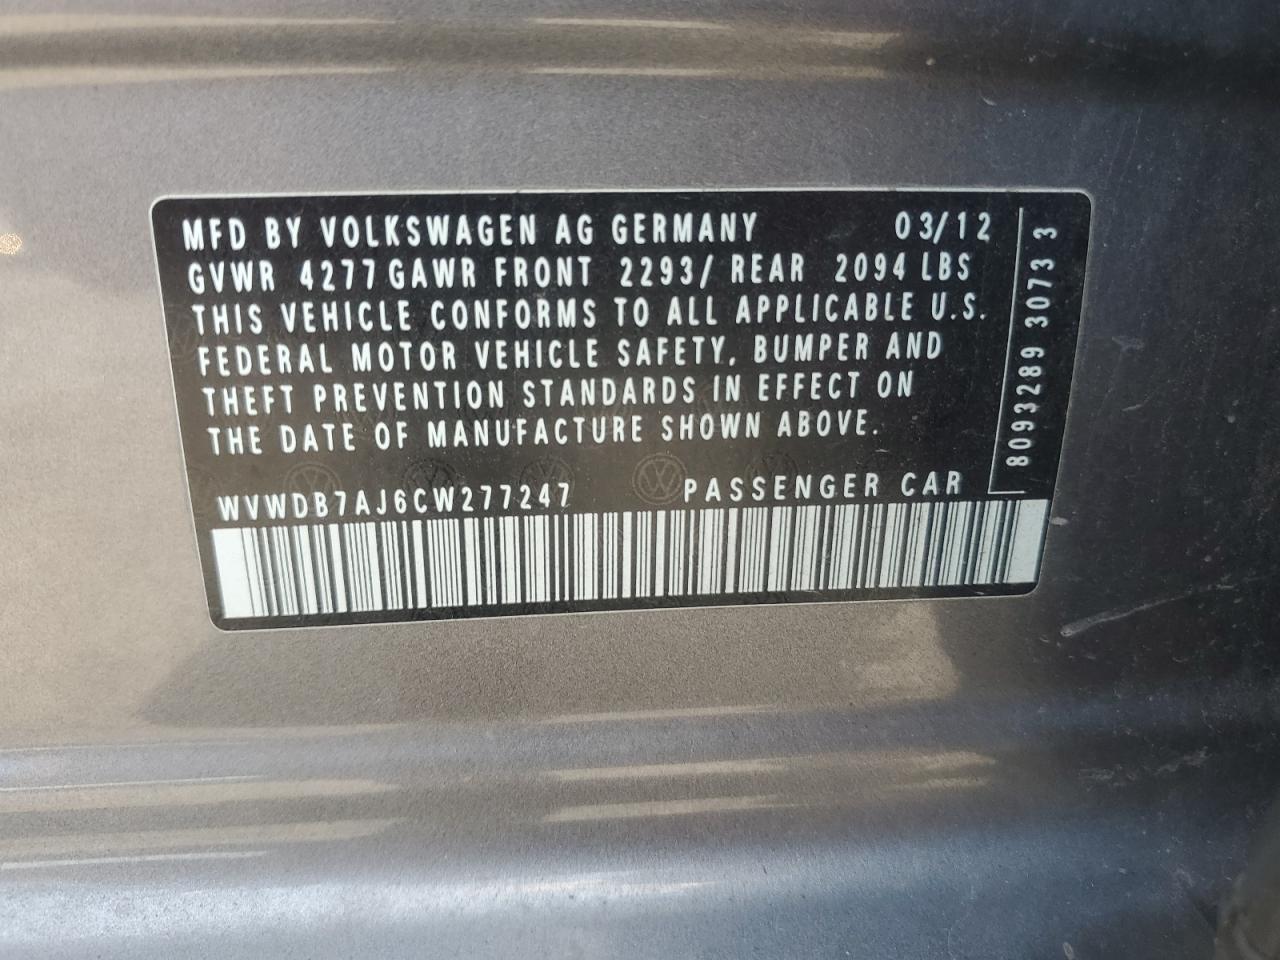 MFD BY VOLKSWAGEN AG GERMANY 03/12
GVWR 4277 GAWR FRONT 2293/ REAR 2094 LBS
THIS VEHICLE CONFORMS TO ALL APPLICABLE U.S.
FEDERAL MOTOR VEHICLE SAFETY, BUMPER AND
THEFT PREVENTION STANDARDS IN EFFECT ON
THE DATE OF MANUFACTURE SHOWN ABOVE.
WVWDB7AJ6CW277247 PASSENGER CAR
8093289 3073 3